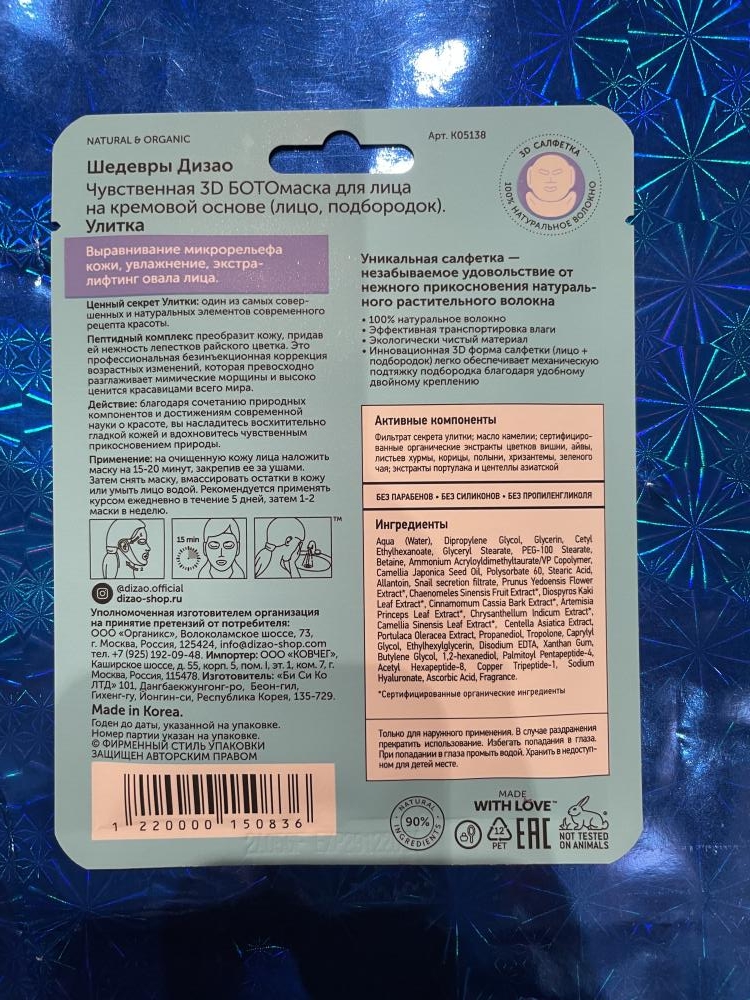 NATURAL & ORGANIC
Арт. К05138
Шедевры Дизао
Чувственная 3D БОТОмаска для лица
на кремовой основе (лицо, подбородок).
Улитка
3D САЛФЕТКА
100% НАТУРАЛЬНОЕ ВОЛОКНО
Выравнивание микрорельефа
кожи, увлажнение, экстра-
лифтинг овала лица.
Ценный секрет Улитки: один из самых совер-
шенных и натуральных элементов современного
рецепта красоты.
Пептидный комплекс преобразит кожу, придав
ей нежность лепестков райского цветка. Это
профессиональная безинъекционная коррекция
возрастных изменений, которая превосходно
разглаживает мимические морщины и высоко
ценится красавицами всего мира.
Действие: благодаря сочетанию природных
компонентов и достижениям современной
науки о красоте, вы насладитесь восхитительно
гладкой кожей и вдохновитесь чувственным
прикосновением природы.
Применение: на очищенную кожу лица наложить
маску на 15-20 минут, закрепив ее за ушами.
Затем снять маску, вмассировать остатки в кожу
или умыть лицо водой. Рекомендуется применять
курсом ежедневно в течение 5 дней, затем 1-2
маски в неделю.
15 min
TM
@dizao.official
dizao-shop.ru
Уполномоченная изготовителем организация
на принятие претензий от потребителя:
ООО «Органикс», Волоколамское шоссе, 73,
г. Москва, Россия, 125424, info@dizao-shop.com
тел. +7 (925) 192-09-48. Импортер: ООО «КОВЧЕГ»,
Каширское шоссе, д. 55, корп. 5, пом. I, эт. 1, ком. 7, г.
Москва, Россия, 115478. Изготовитель: «Би Си Ко
ЛТД» 101, Дангбаекжунгонг-ро, Беон-гил,
Гихенг-гу, Йонгин-си, Республика Корея, 135-729.
Made in Korea.
Годен до даты, указанной на упаковке.
Номер партии указан на упаковке.
© ФИРМЕННЫЙ СТИЛЬ УПАКОВКИ
ЗАЩИЩЕН АВТОРСКИМ ПРАВОМ
1 220000 150836
Уникальная салфетка —
незабываемое удовольствие от
нежного прикосновения натураль-
ного растительного волокна
• 100% натуральное волокно
• Эффективная транспортировка влаги
• Экологически чистый материал
• Инновационная 3D форма салфетки (лицо +
подбородок) легко обеспечивает механическую
подтяжку подбородка благодаря удобному
двойному креплению
Активные компоненты
Фильтрат секрета улитки; масло камелии; сертифициро-
ванные органические экстракты цветков вишни, айвы,
листьев хурмы, корицы, полыни, хризантемы, зеленого
чая; экстракты портулака и центеллы азиатской
БЕЗ ПАРАБЕНОВ • БЕЗ СИЛИКОНОВ • БЕЗ ПРОПИЛЕНГЛИКОЛЯ
Ингредиенты
Aqua (Water), Dipropylene Glycol, Glycerin, Cetyl
Ethylhexanoate, Glyceryl Stearate, PEG-100 Stearate,
Betaine, Ammonium Acryloyldimethyltaurate/VP Copolymer,
Camellia Japonica Seed Oil, Polysorbate 60, Stearic Acid,
Allantoin, Snail secretion filtrate, Prunus Yedoensis Flower
Extract*, Chaenomeles Sinensis Fruit Extract*, Diospyros Kaki
Leaf Extract*, Cinnamomum Cassia Bark Extract*, Artemisia
Princeps Leaf Extract*, Chrysanthellum Indicum Extract*,
Camellia Sinensis Leaf Extract*, Centella Asiatica Extract,
Portulaca Oleracea Extract, Propanediol, Tropolone, Caprylyl
Glycol, Ethylhexylglycerin, Disodium EDTA, Xanthan Gum,
Butylene Glycol, 1,2-hexanediol, Palmitoyl Pentapeptide-4,
Acetyl Hexapeptide-8, Copper Tripeptide-1, Sodium
Hyaluronate, Ascorbic Acid, Fragrance.
*Сертифицированные органические ингредиенты
Только для наружного применения. В случае раздражения
прекратить использование. Избегать попадания в глаза.
При попадании в глаза промыть водой. Хранить в недоступ-
ном для детей месте.
NATURAL
90%
INGREDIENTS
MADE
WITH LOVE™
12
PET
EAC
NOT TESTED
ON ANIMALS